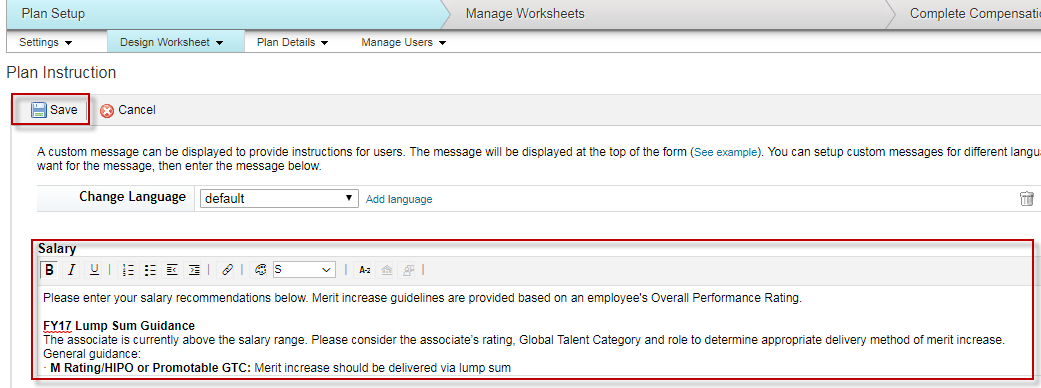 Plan Setup Manage Worksheets Complete Compensati
Settings Design Worksheet Plan Details Manage Users
Plan Instruction
Save Cancel
A custom message can be displayed to provide instructions for users. The message will be displayed at the top of the form (See example). You can setup custom messages for different langu
want for the message, then enter the message below.
Change Language default Add language
Salary
B I U S A-z
Please enter your salary recommendations below. Merit increase guidelines are provided based on an employee's Overall Performance Rating.
FY17 Lump Sum Guidance
The associate is currently above the salary range. Please consider the associate's rating, Global Talent Category and role to determine appropriate delivery method of merit increase.
General guidance:
· M Rating/HIPO or Promotable GTC: Merit increase should be delivered via lump sum